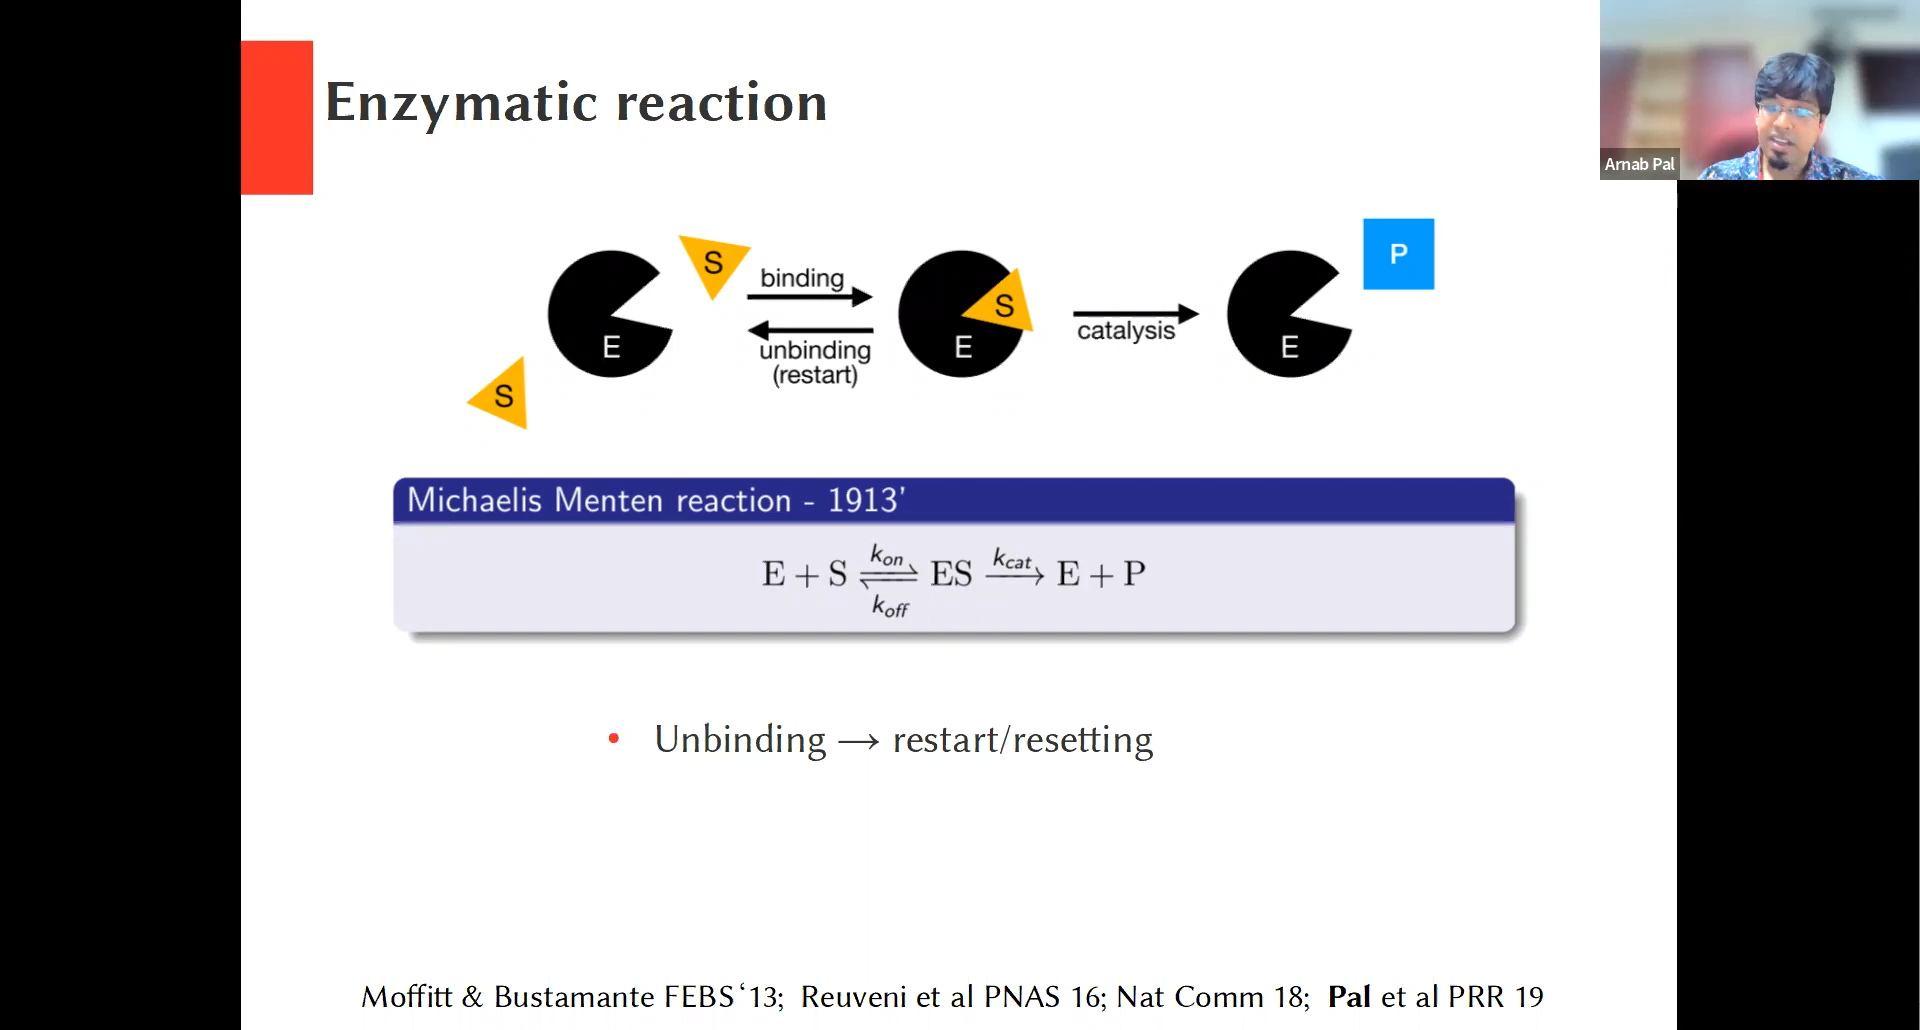 Enzymatic reaction
Arnab Pal
S
binding
S
P
E
unbinding
(restart)
E
catalysis
E
S
Michaelis Menten reaction - 1913'
E + S k_on ⇌ k_off ES k_cat → E + P
• Unbinding → restart/resetting
Moffitt & Bustamante FEBS‘13; Reuveni et al PNAS 16; Nat Comm 18; Pal et al PRR 19